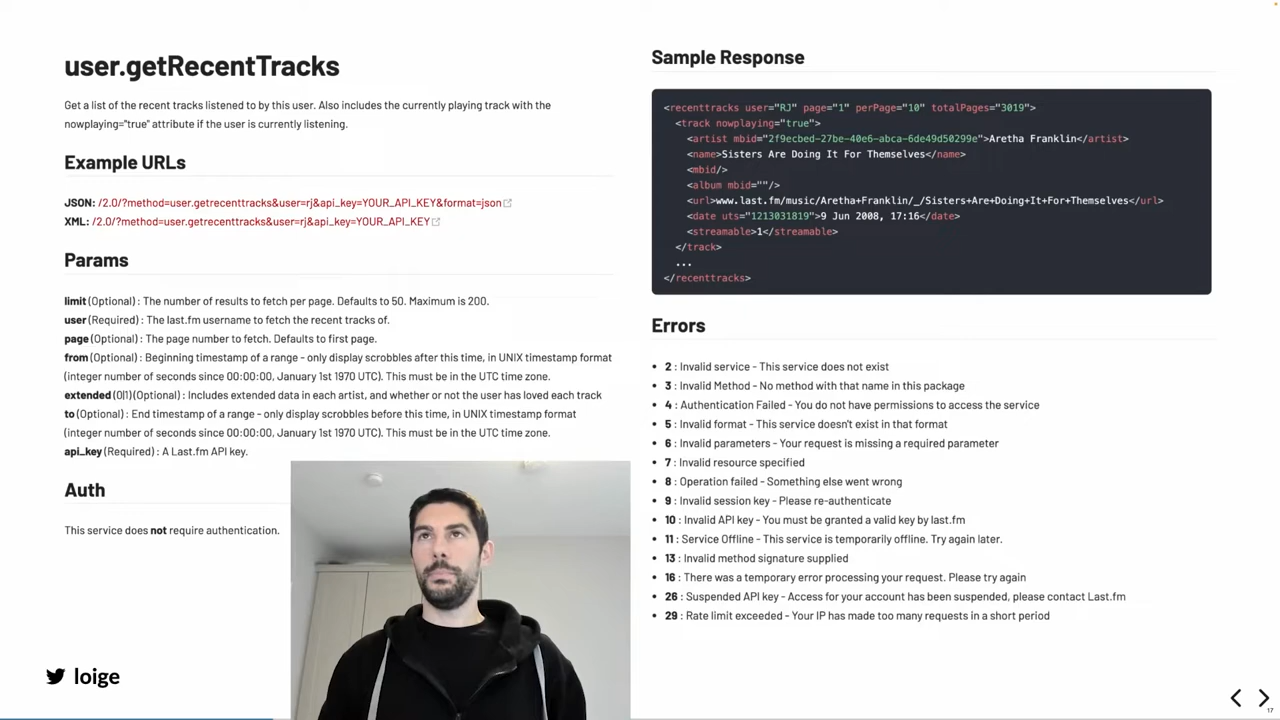 user.getRecentTracks
Get a list of the recent tracks listened to by this user. Also includes the currently playing track with the
nowplaying="true" attribute if the user is currently listening.
Example URLs
JSON: /2.0/?method=user.getrecenttracks&user=rj&api_key=YOUR_API_KEY&format=json
XML: /2.0/?method=user.getrecenttracks&user=rj&api_key=YOUR_API_KEY
Params
limit (Optional) : The number of results to fetch per page. Defaults to 50. Maximum is 200.
user (Required) : The last.fm username to fetch the recent tracks of.
page (Optional) : The page number to fetch. Defaults to first page.
from (Optional) : Beginning timestamp of a range - only display scrobbles after this time, in UNIX timestamp format
(integer number of seconds since 00:00:00, January 1st 1970 UTC). This must be in the UTC time zone.
extended (0|1) (Optional) : Includes extended data in each artist, and whether or not the user has loved each track
to (Optional) : End timestamp of a range - only display scrobbles before this time, in UNIX timestamp format
(integer number of seconds since 00:00:00, January 1st 1970 UTC). This must be in the UTC time zone.
api_key (Required) : A Last.fm API key.
Auth
This service does not require authentication.
loige
Sample Response
<recenttracks user="RJ" page="1" perPage="10" totalPages="3019">
<track nowplaying="true">
<artist mbid="2f9ecbed-27be-40e6-abca-6de49d50299e">Aretha Franklin</artist>
<name>Sisters Are Doing It For Themselves</name>
<mbid/>
<album mbid=""/>
<url>www.last.fm/music/Aretha+Franklin/_/Sisters+Are+Doing+It+For+Themselves</url>
<date uts="1213031819">9 Jun 2008, 17:16</date>
<streamable>1</streamable>
</track>
...
</recenttracks>
Errors
• 2 : Invalid service - This service does not exist
• 3 : Invalid Method - No method with that name in this package
• 4 : Authentication Failed - You do not have permissions to access the service
• 5 : Invalid format - This service doesn't exist in that format
• 6 : Invalid parameters - Your request is missing a required parameter
• 7 : Invalid resource specified
• 8 : Operation failed - Something else went wrong
• 9 : Invalid session key - Please re-authenticate
• 10 : Invalid API key - You must be granted a valid key by last.fm
• 11 : Service Offline - This service is temporarily offline. Try again later.
• 13 : Invalid method signature supplied
• 16 : There was a temporary error processing your request. Please try again
• 26 : Suspended API key - Access for your account has been suspended, please contact Last.fm
• 29 : Rate limit exceeded - Your IP has made too many requests in a short period
17